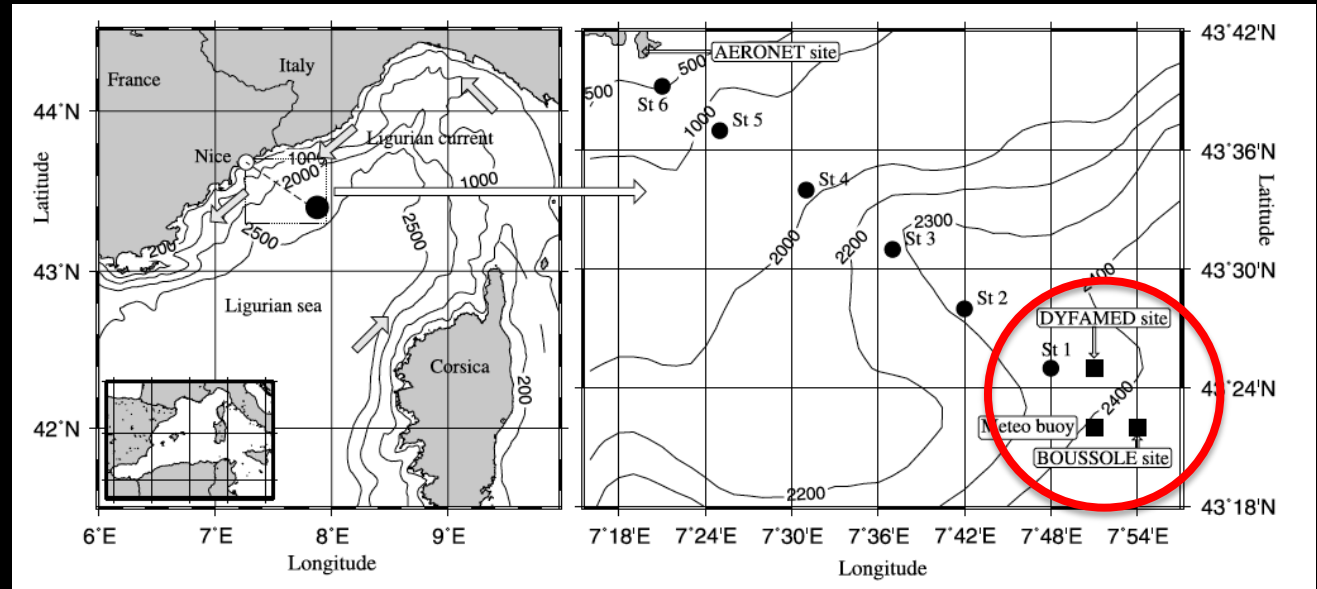 France
Italy
44°N
Ligurian current
Nice
1000
2000
1000
2500
2500
200
43°N
Ligurian sea
Corsica
200
42°N
Latitude
6°E
7°E
8°E
9°E
Longitude
43°42'N
AERONET site
500
500
St 6
1000
St 5
43°36'N
St 4
2000
2300
2200
St 3
43°30'N
2400
St 2
DYFAMED site
St 1
43°24'N
2400
Meteo buoy
BOUSSOLE site
2200
43°18'N
Latitude
7°18'E
7°24'E
7°30'E
7°36'E
7°42'E
7°48'E
7°54'E
Longitude